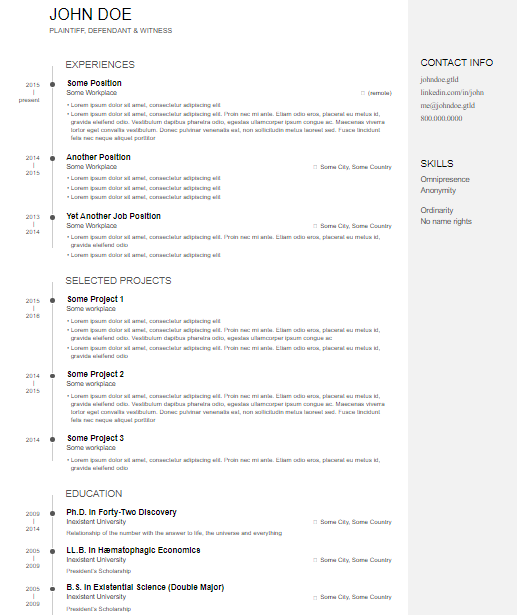 JOHN DOE
PLAINTIFF, DEFENDANT & WITNESS
EXPERIENCES
2015
|
present
Some Position
Some Workplace
(remote)
• Lorem ipsum dolor sit amet, consectetur adipiscing elit
• Lorem ipsum dolor sit amet, consectetur adipiscing elit. Proin nec mi ante. Etiam odio eros, placerat eu metus id,
gravida eleifend odio. Vestibulum dapibus pharetra odio, egestas ullamcorper ipsum congue ac. Maecenas viverra
tortor eget convallis vestibulum. Donec pulvinar venenatis est, non sollicitudin metus laoreet sed. Fusce tincidunt
felis nec neque aliquet porttitor
2014
|
2015
Another Position
Some Workplace
Some City, Some Country
• Lorem ipsum dolor sit amet, consectetur adipiscing elit
• Lorem ipsum dolor sit amet, consectetur adipiscing elit
• Lorem ipsum dolor sit amet, consectetur adipiscing elit
2013
|
2014
Yet Another Job Position
Some Workplace
Some City, Some Country
• Lorem ipsum dolor sit amet, consectetur adipiscing elit. Proin nec mi ante. Etiam odio eros, placerat eu metus id,
gravida eleifend odio
• Lorem ipsum dolor sit amet, consectetur adipiscing elit
SELECTED PROJECTS
2015
|
2016
Some Project 1
Some workplace
• Lorem ipsum dolor sit amet, consectetur adipiscing elit
• Lorem ipsum dolor sit amet, consectetur adipiscing elit. Proin nec mi ante. Etiam odio eros, placerat eu metus id,
gravida eleifend odio. Vestibulum dapibus pharetra odio, egestas ullamcorper ipsum congue ac
• Lorem ipsum dolor sit amet, consectetur adipiscing elit. Proin nec mi ante. Etiam odio eros, placerat eu metus id,
gravida eleifend odio
2014
|
2015
Some Project 2
Some workplace
• Lorem ipsum dolor sit amet, consectetur adipiscing elit. Proin nec mi ante. Etiam odio eros, placerat eu metus id,
gravida eleifend odio. Vestibulum dapibus pharetra odio, egestas ullamcorper ipsum congue ac. Maecenas viverra
tortor eget convallis vestibulum. Donec pulvinar venenatis est, non sollicitudin metus laoreet sed. Fusce tincidunt
felis nec neque aliquet porttitor
2014
Some Project 3
Some workplace
• Lorem ipsum dolor sit amet, consectetur adipiscing elit. Proin nec mi ante. Etiam odio eros, placerat eu metus id,
gravida eleifend odio
EDUCATION
2009
|
2014
Ph.D. in Forty-Two Discovery
Inexistent University
Some City, Some Country
Relationship of the number with the answer to life, the universe and everything
2005
|
2009
LL.B. in Hæmatophagic Economics
Inexistent University
Some City, Some Country
President's Scholarship
2005
|
2009
B.S. in Existential Science (Double Major)
Inexistent University
Some City, Some Country
President's Scholarship
CONTACT INFO
johndoe.gtld
linkedin.com/in/john
me@johndoe.gtld
800.000.0000
SKILLS
Omnipresence
Anonymity
Ordinarity
No name rights